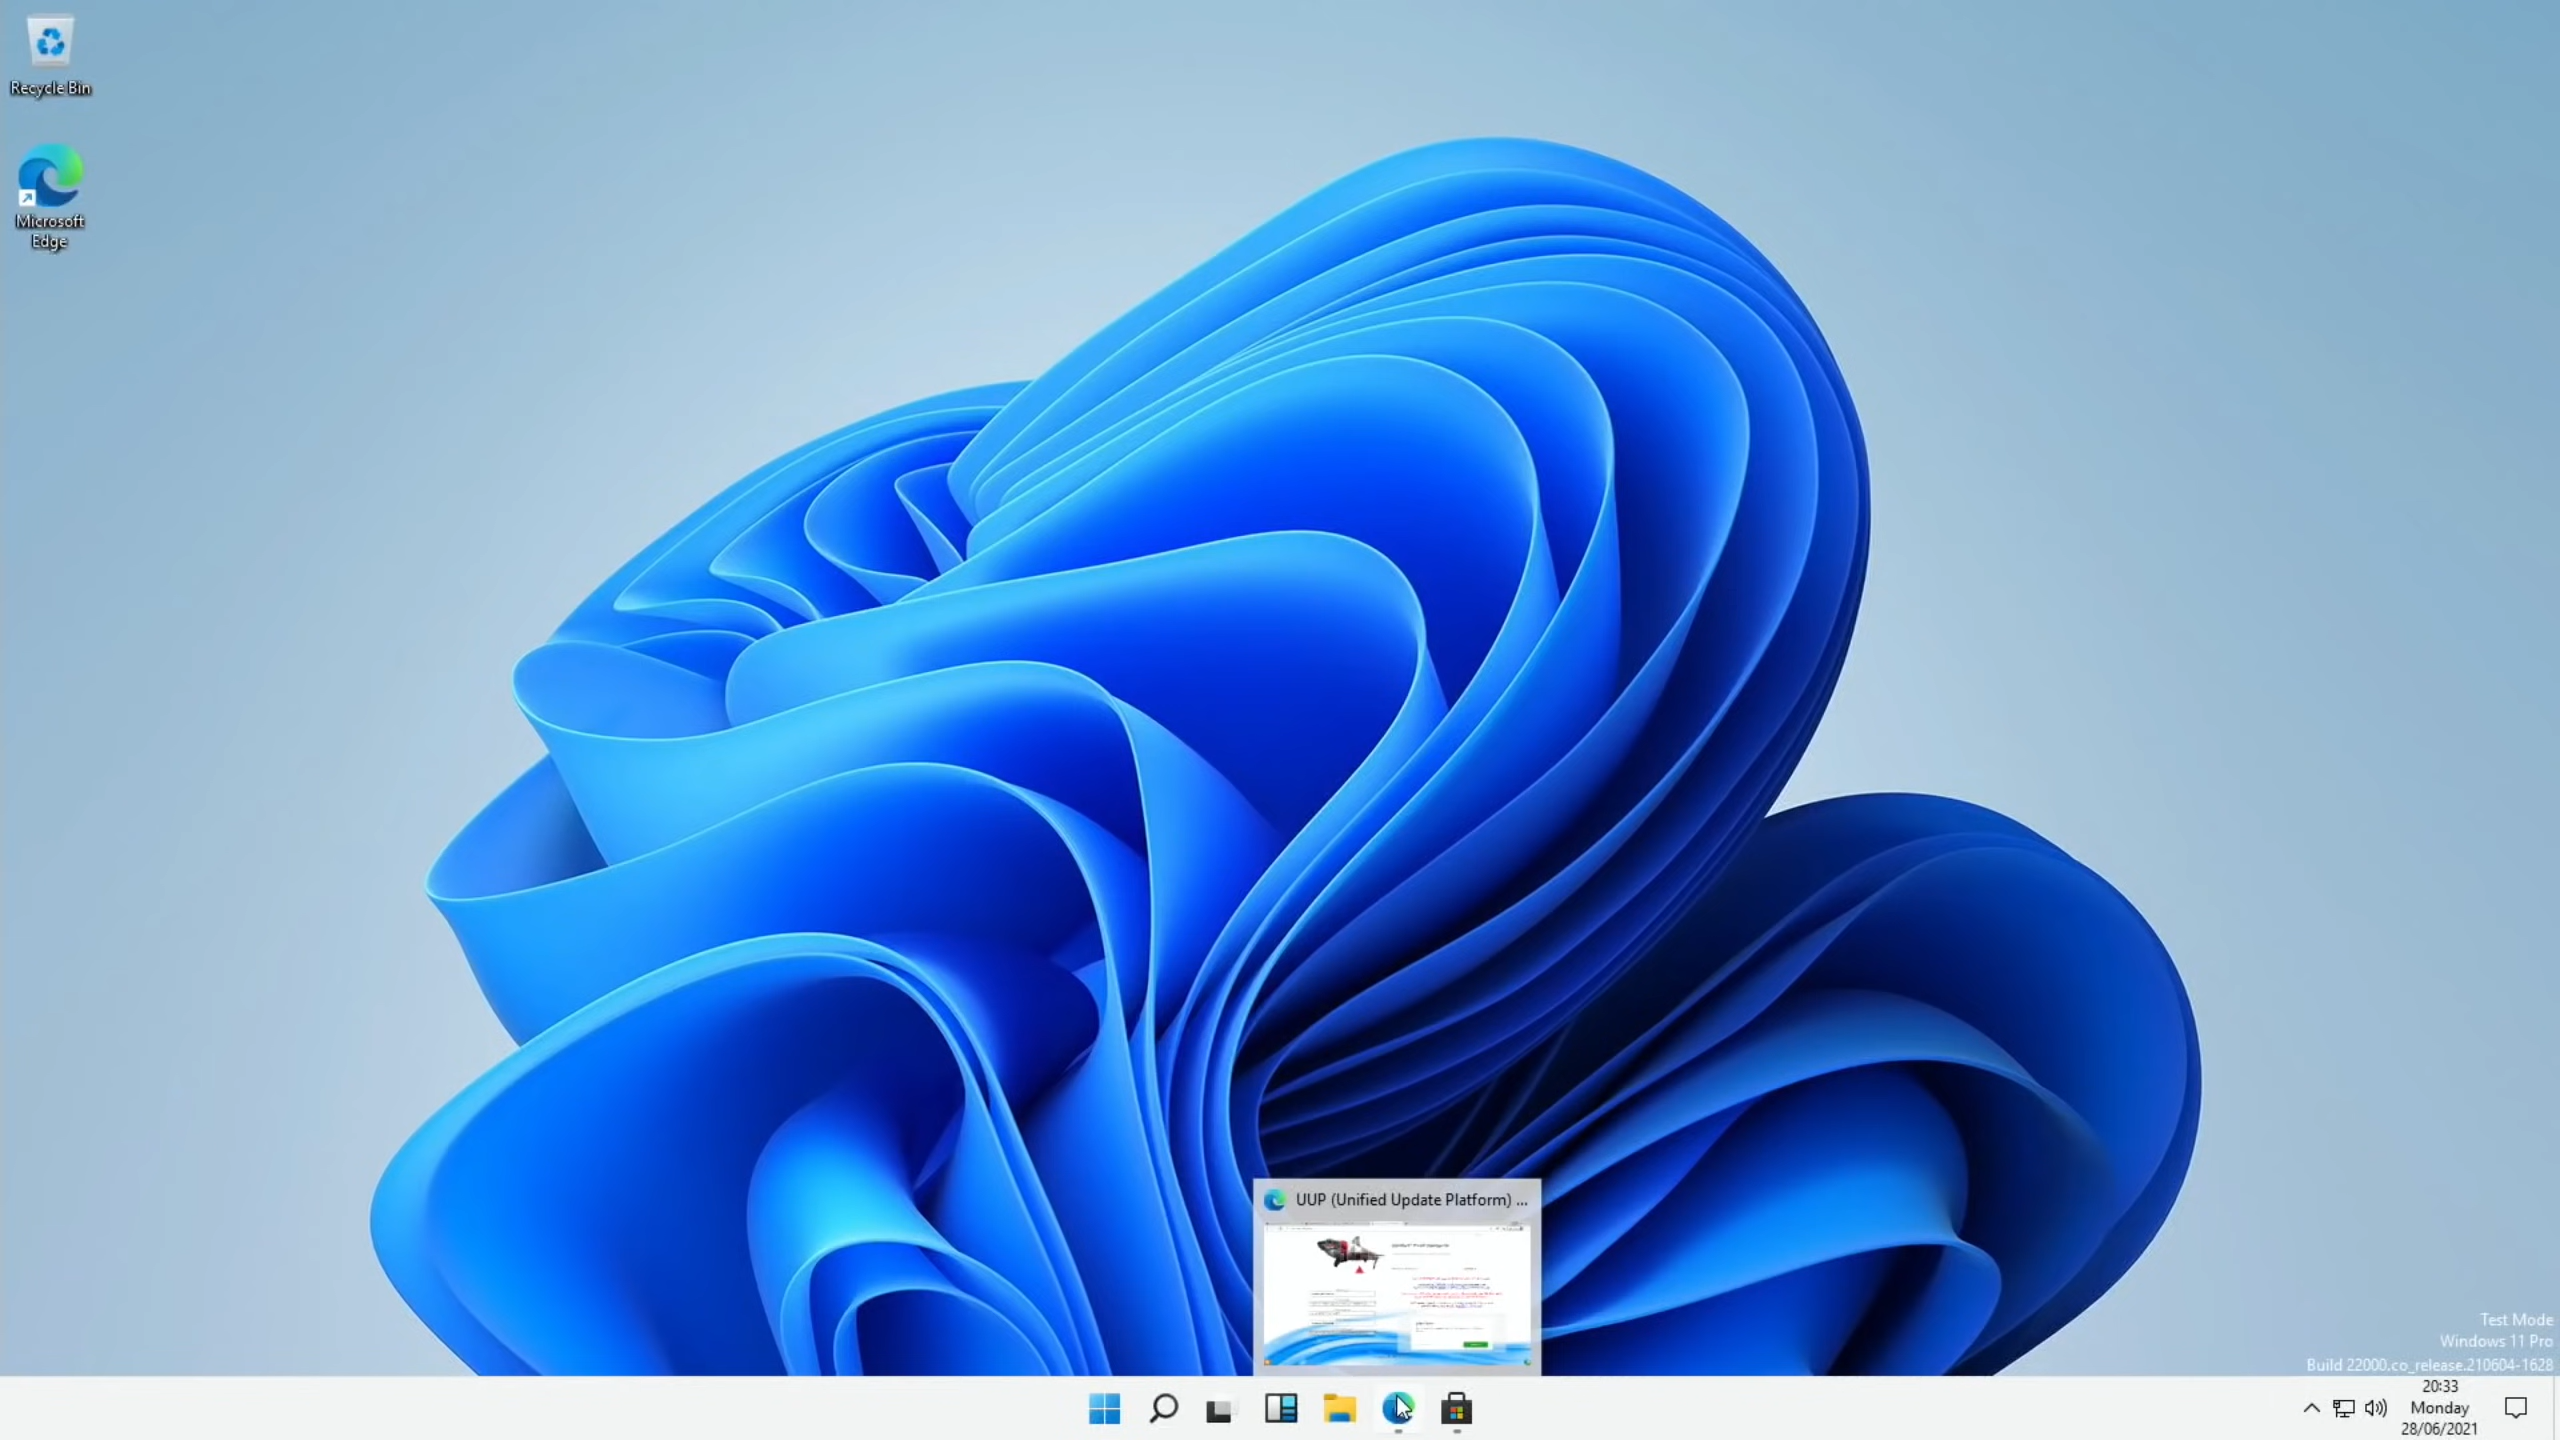 Recycle Bin
Microsoft
Edge
UUP (Unified Update Platform) ...
Test Mode
Windows 11 Pro
Build 22000.co_release.210604-1628
20:33
Monday
28/06/2021